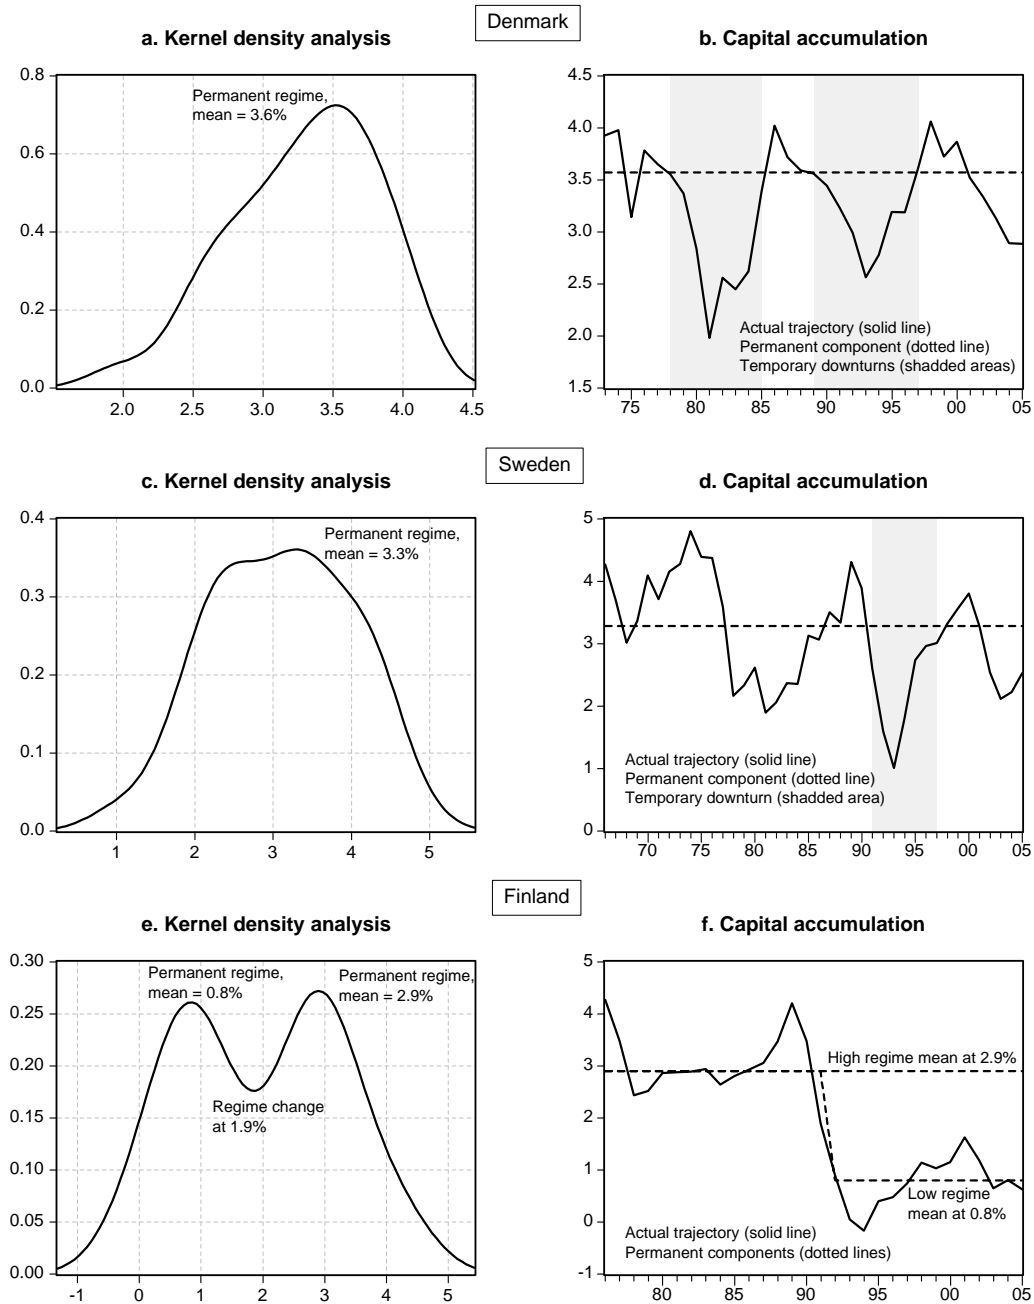 Denmark
a. Kernel density analysis
Permanent regime,
mean = 3.6%
0.8
0.6
0.4
0.2
0.0
2.0 2.5 3.0 3.5 4.0 4.5
b. Capital accumulation
4.5
4.0
3.5
3.0
2.5
2.0
1.5
Actual trajectory (solid line)
Permanent component (dotted line)
Temporary downturns (shadded areas)
75 80 85 90 95 00 05
Sweden
c. Kernel density analysis
Permanent regime,
mean = 3.3%
0.4
0.3
0.2
0.1
0.0
1 2 3 4 5
d. Capital accumulation
5
4
3
2
1
0
Actual trajectory (solid line)
Permanent component (dotted line)
Temporary downturn (shadded area)
70 75 80 85 90 95 00 05
Finland
e. Kernel density analysis
0.30
0.25
0.20
0.15
0.10
0.05
0.00
Permanent regime,
mean = 0.8%
Permanent regime,
mean = 2.9%
Regime change
at 1.9%
-1 0 1 2 3 4 5
f. Capital accumulation
5
4
3
2
1
0
-1
High regime mean at 2.9%
Low regime
mean at 0.8%
Actual trajectory (solid line)
Permanent components (dotted lines)
80 85 90 95 00 05